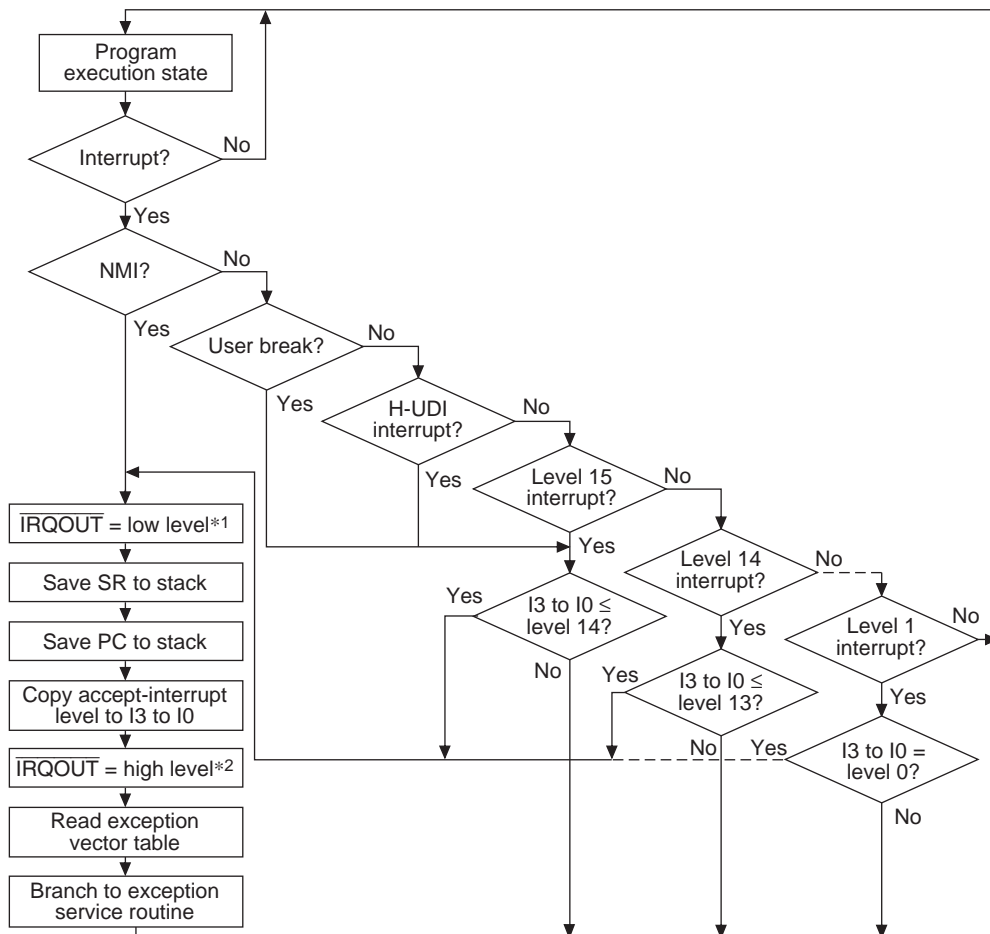 Program
execution state
Interrupt?
No
Yes
NMI?
No
Yes
User break?
No
Yes
H-UDI
interrupt?
No
Yes
Level 15
interrupt?
No
Yes
Level 14
interrupt?
No
Yes
Level 1
interrupt?
No
Yes
I3 to I0 ≤
level 14?
Yes
No
I3 to I0 ≤
level 13?
Yes
No
I3 to I0 =
level 0?
Yes
No
IRQOUT = low level*1
Save SR to stack
Save PC to stack
Copy accept-interrupt
level to I3 to I0
IRQOUT = high level*2
Read exception
vector table
Branch to exception
service routine